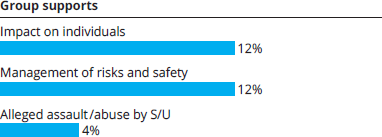 Group supports
Impact on individuals
12%
Management of risks and safety
12%
Alleged assault/abuse by S/U
4%